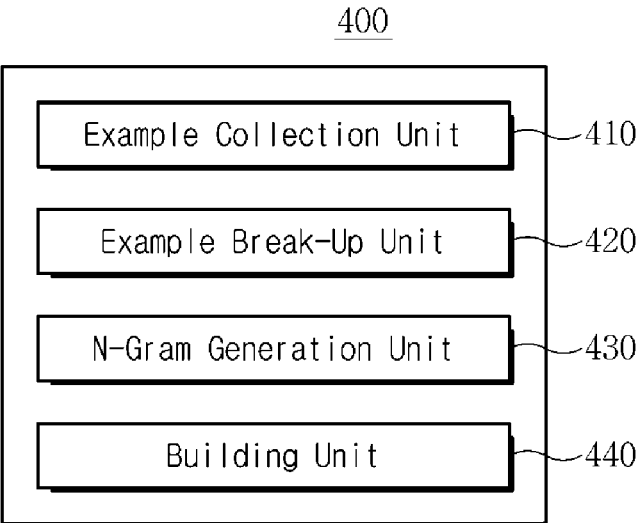 400
Example Collection Unit 410
Example Break-Up Unit 420
N-Gram Generation Unit 430
Building Unit 440